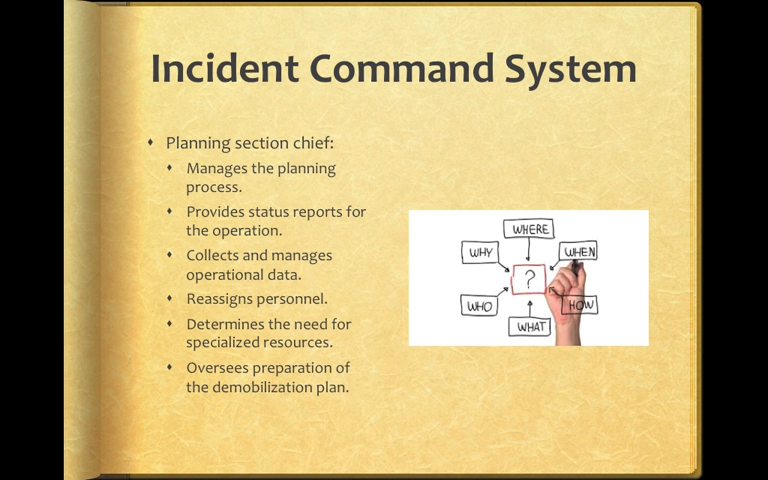 Incident Command System
Planning section chief:
Manages the planning
process.
Provides status reports for
the operation.
Collects and manages
operational data.
Reassigns personnel.
Determines the need for
specialized resources.
Oversees preparation of
the demobilization plan.
WHERE
WHY
WHEN
?
WHO
HOW
WHAT